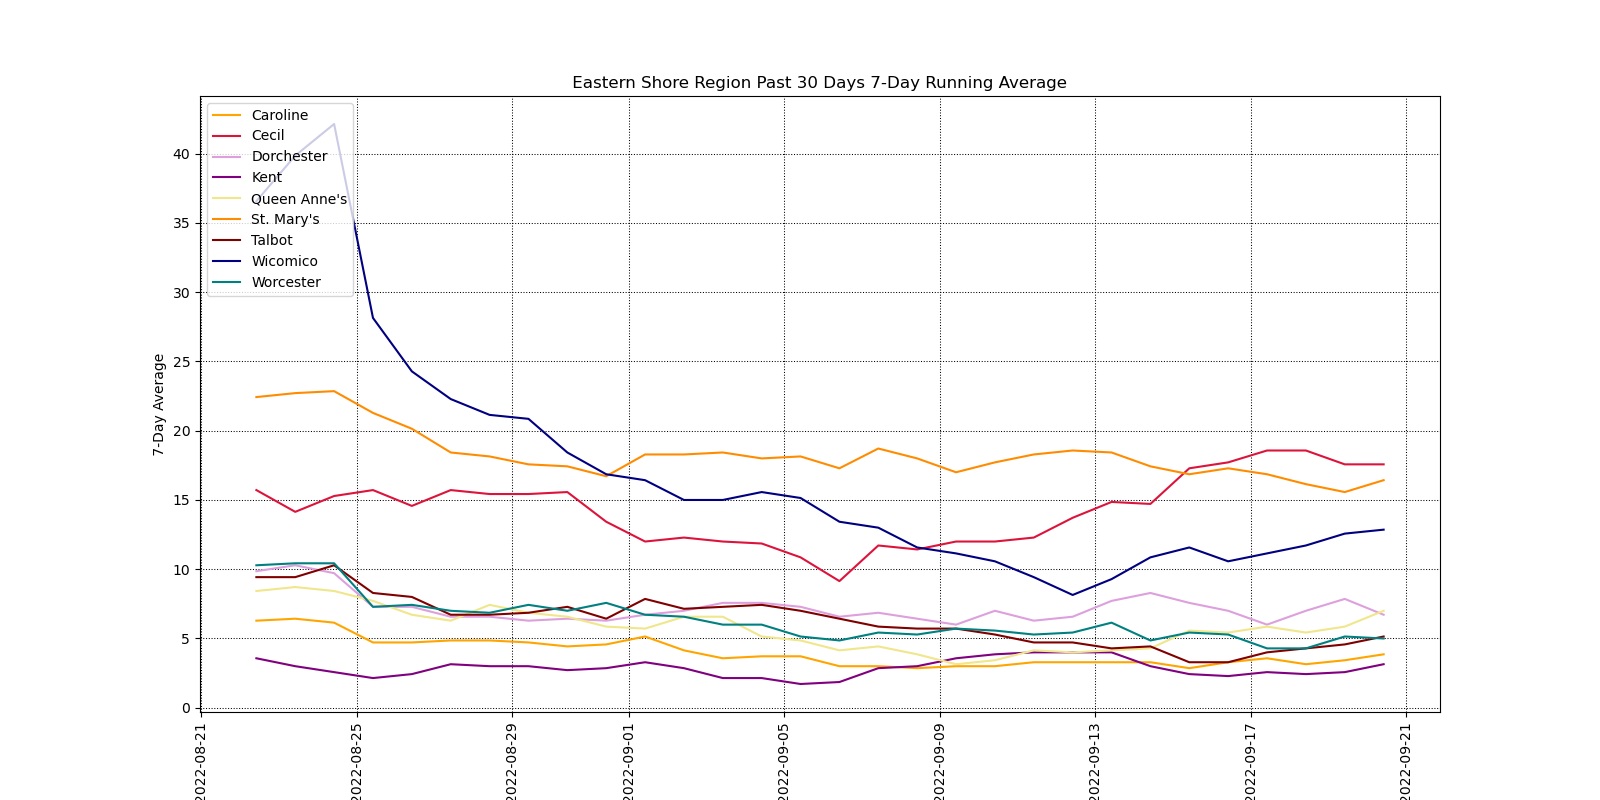 Eastern Shore Region Past 30 Days 7-Day Running Average
Caroline
Cecil
Dorchester
Kent
Queen Anne's
St. Mary's
Talbot
Wicomico
Worcester
7-Day Average
40
35
30
25
20
15
10
5
0
2022-08-21
2022-08-25
2022-08-29
2022-09-01
2022-09-05
2022-09-09
2022-09-13
2022-09-17
2022-09-21